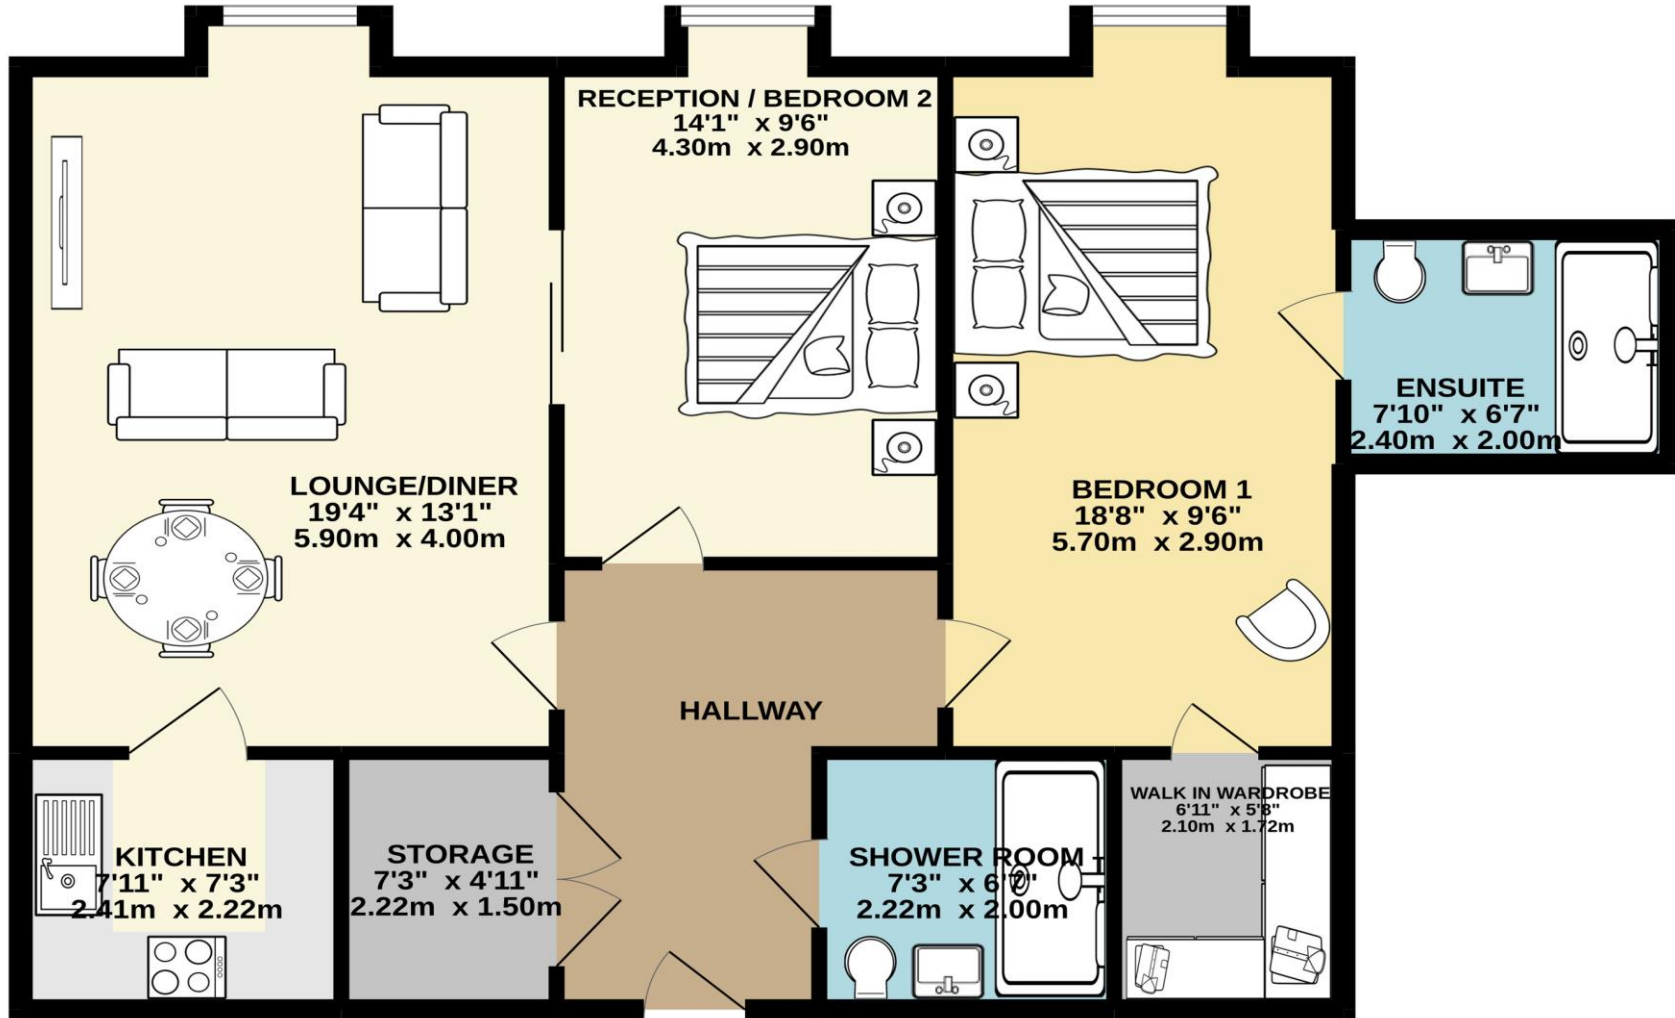 RECEPTION / BEDROOM 2
14'1" x 9'6"
4.30m x 2.90m
ENSUITE
7'10" x 6'7"
2.40m x 2.00m
LOUNGE/DINER
19'4" x 13'1"
5.90m x 4.00m
BEDROOM 1
18'8" x 9'6"
5.70m x 2.90m
HALLWAY
KITCHEN
7'11" x 7'3"
2.41m x 2.22m
STORAGE
7'3" x 4'11"
2.22m x 1.50m
SHOWER ROOM
7'3" x 6'7"
2.22m x 2.00m
WALK IN WARDROBE
6'11" x 5'8"
2.10m x 1.72m